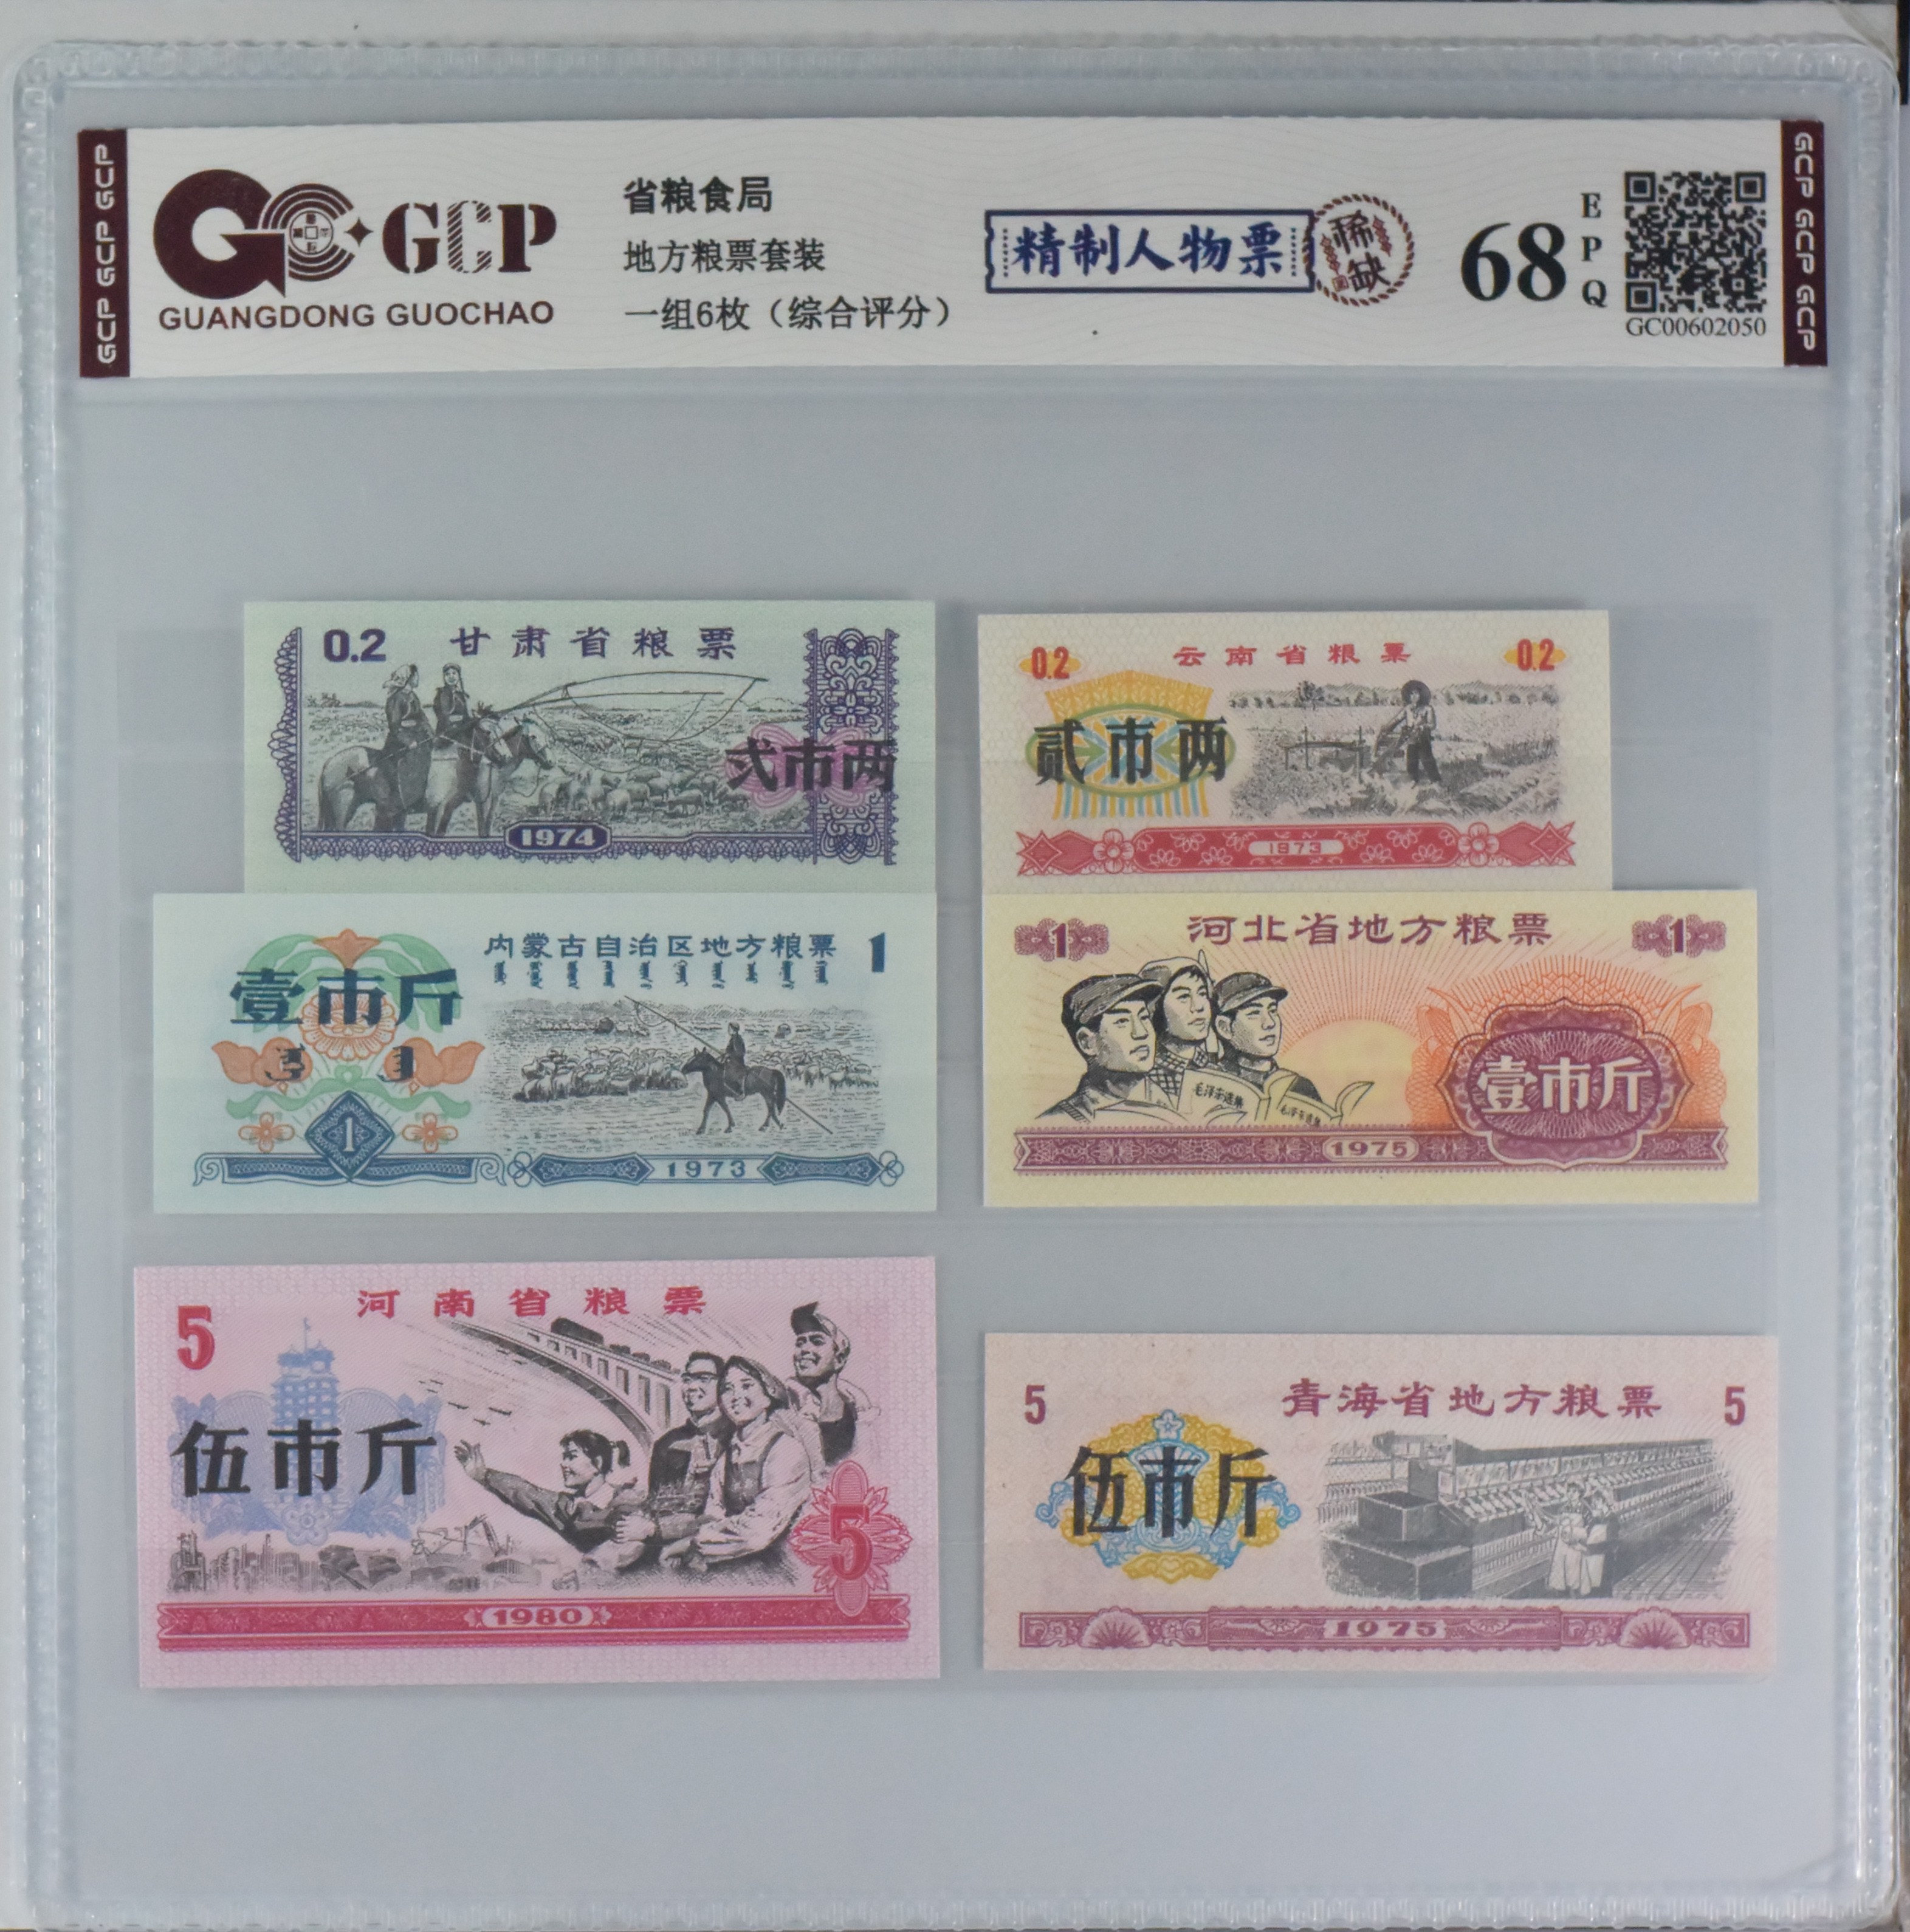 GCP GCP GCP
GCP
GUANGDONG GUOCHAO
省粮食局
地方粮票套装
一组6枚（综合评分）
精制人物票
稀缺
68
EPQ
GC00602050
GCP GCP GCP
0.2 甘肃省粮票
弍市两
1974
0.2 云南省粮票 0.2
贰市两
1973
内蒙古自治区地方粮票 1
壹市斤
1
1973
1 河北省地方粮票 1
毛泽东选集
毛泽东选集
壹市斤
1975
5 河南省粮票
伍市斤
5
1980
5 青海省地方粮票 5
伍市斤
1975